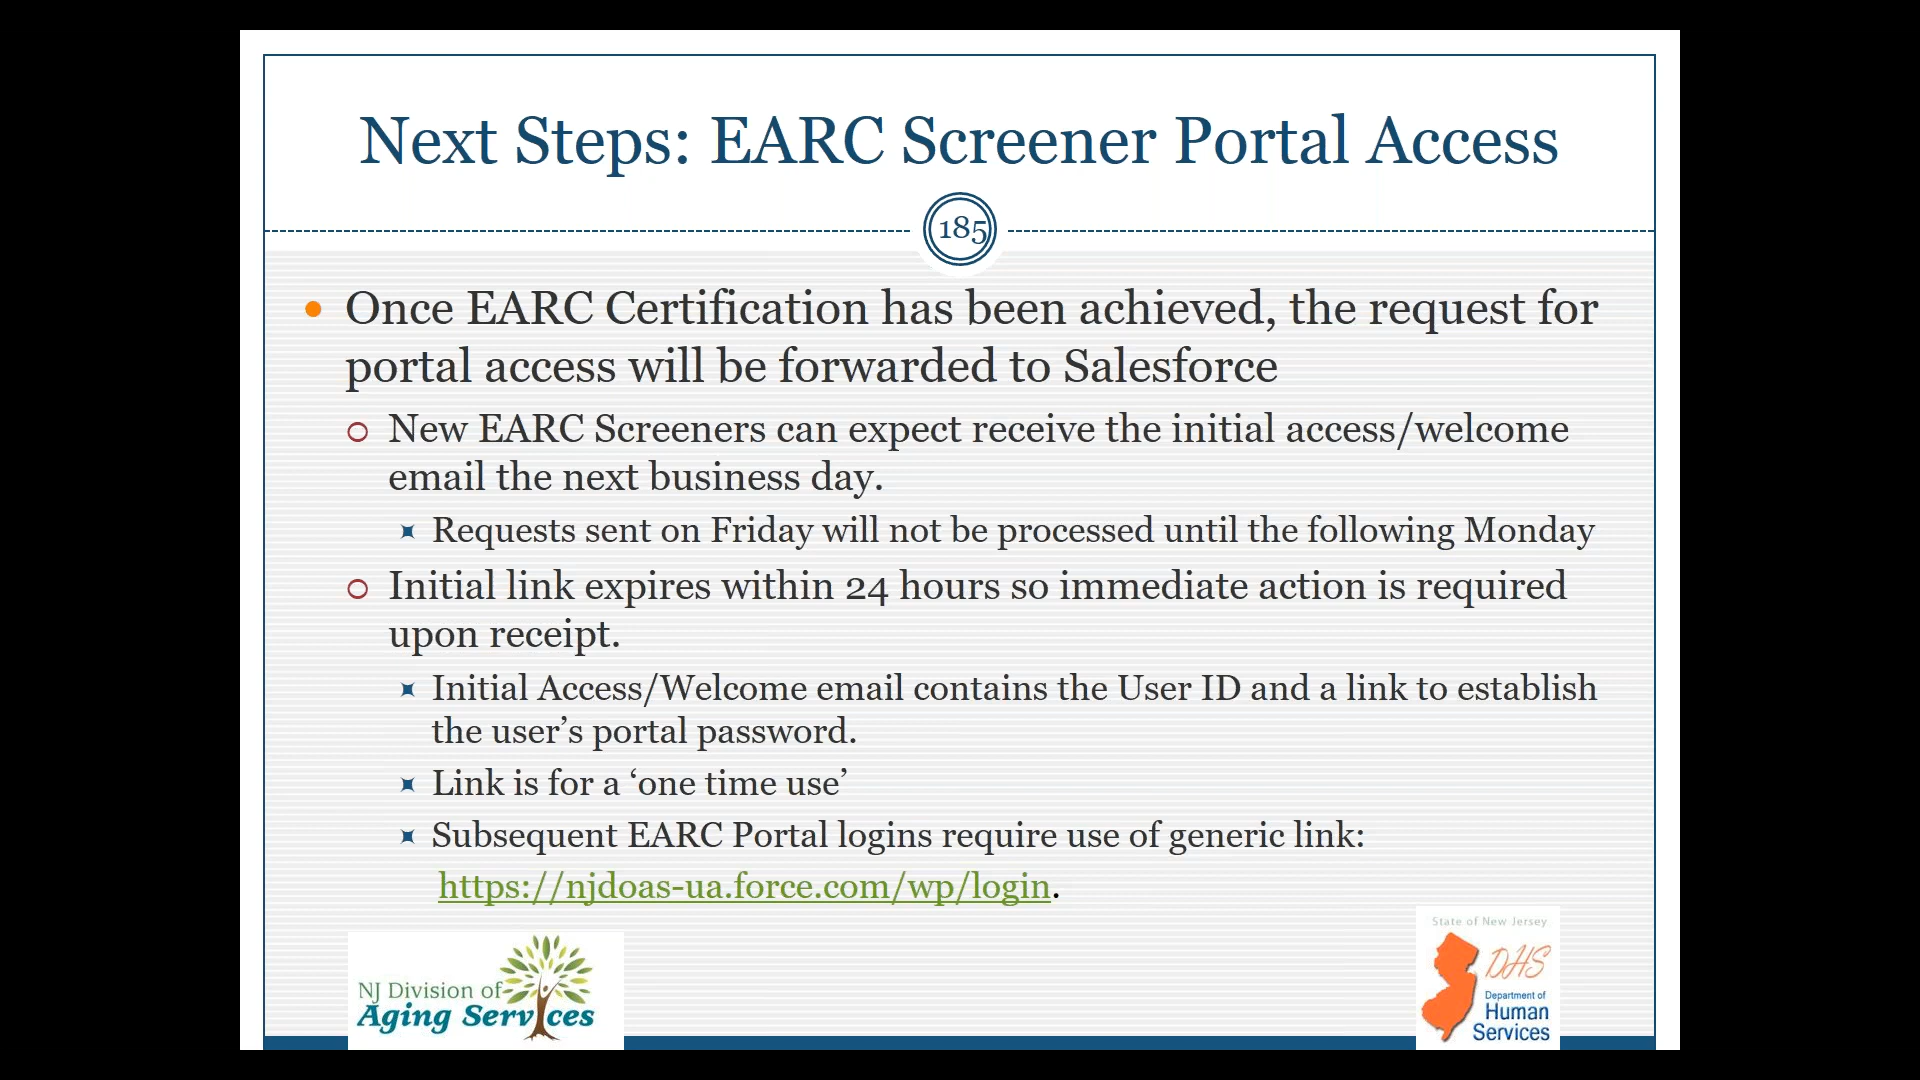 Next Steps: EARC Screener Portal Access
185
Once EARC Certification has been achieved, the request for
portal access will be forwarded to Salesforce
New EARC Screeners can expect receive the initial access/welcome
email the next business day.
Requests sent on Friday will not be processed until the following Monday
Initial link expires within 24 hours so immediate action is required
upon receipt.
Initial Access/Welcome email contains the User ID and a link to establish
the user’s portal password.
Link is for a ‘one time use’
Subsequent EARC Portal logins require use of generic link:
https://njdoas-ua.force.com/wp/login.
NJ Division of
Aging Services
State of New Jersey
DHS
Department of
Human
Services